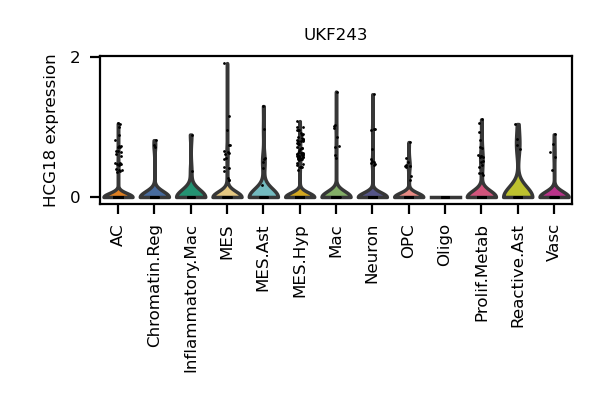 UKF243
HCG18 expression
2
0
AC
Chromatin.Reg
Inflammatory.Mac
MES
MES.Ast
MES.Hyp
Mac
Neuron
OPC
Oligo
Prolif.Metab
Reactive.Ast
Vasc